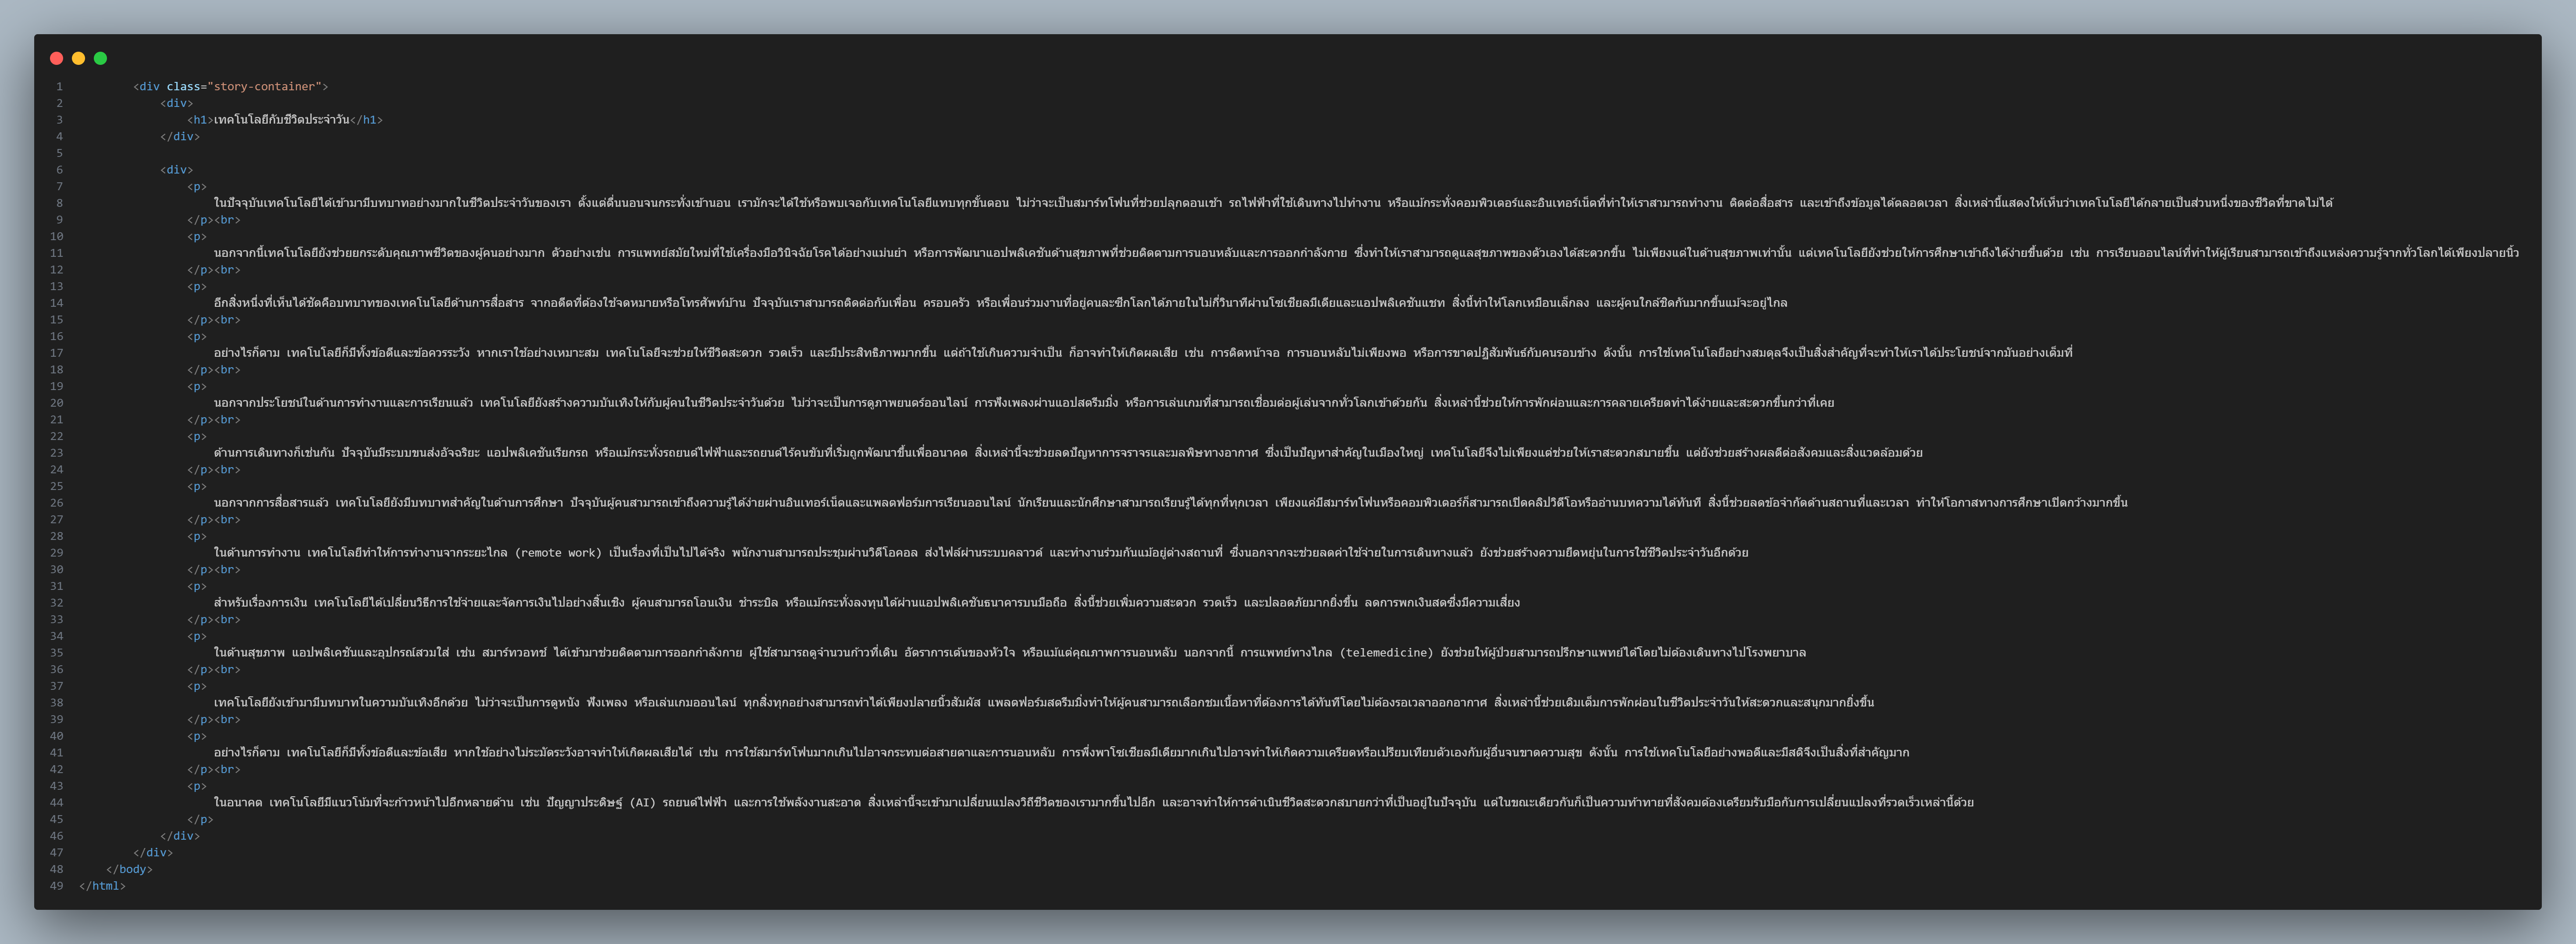 1 <div class="story-container">
2 <div>
3 <h1>เทคโนโลยีกับชีวิตประจำวัน</h1>
4 </div>
5
6 <div>
7 <p>
8 ในปัจจุบันเทคโนโลยีได้เข้ามามีบทบาทอย่างมากในชีวิตประจำวันของเรา ตั้งแต่ตื่นนอนจนกระทั่งเข้านอน เรามักจะได้ใช้หรือพบเจอกับเทคโนโลยีแทบทุกขั้นตอน ไม่ว่าจะเป็นสมาร์ทโฟนที่ช่วยปลุกตอนเช้า รถไฟฟ้าที่ใช้เดินทางไปทำงาน หรือแม้กระทั่งคอมพิวเตอร์และอินเทอร์เน็ตที่ทำให้เราสามารถทำงาน ติดต่อสื่อสาร และเข้าถึงข้อมูลได้ตลอดเวลา สิ่งเหล่านี้แสดงให้เห็นว่าเทคโนโลยีได้กลายเป็นส่วนหนึ่งของชีวิตที่ขาดไม่ได้
9 </p><br>
10 <p>
11 นอกจากนี้เทคโนโลยียังช่วยยกระดับคุณภาพชีวิตของผู้คนอย่างมาก ตัวอย่างเช่น การแพทย์สมัยใหม่ที่ใช้เครื่องมือวินิจฉัยโรคได้อย่างแม่นยำ หรือการพัฒนาแอปพลิเคชันด้านสุขภาพที่ช่วยติดตามการนอนหลับและการออกกำลังกาย ซึ่งทำให้เราสามารถดูแลสุขภาพของตัวเองได้สะดวกขึ้น ไม่เพียงแต่ในด้านสุขภาพเท่านั้น แต่เทคโนโลยียังช่วยให้การศึกษาเข้าถึงได้ง่ายขึ้นด้วย เช่น การเรียนออนไลน์ที่ทำให้ผู้เรียนสามารถเข้าถึงแหล่งความรู้จากทั่วโลกได้เพียงปลายนิ้ว
12 </p><br>
13 <p>
14 อีกสิ่งหนึ่งที่เห็นได้ชัดคือบทบาทของเทคโนโลยีด้านการสื่อสาร จากอดีตที่ต้องใช้จดหมายหรือโทรศัพท์บ้าน ปัจจุบันเราสามารถติดต่อกับเพื่อน ครอบครัว หรือเพื่อนร่วมงานที่อยู่คนละซีกโลกได้ภายในไม่กี่วินาทีผ่านโซเชียลมีเดียและแอปพลิเคชันแชท สิ่งนี้ทำให้โลกเหมือนเล็กลง และผู้คนใกล้ชิดกันมากขึ้นแม้จะอยู่ไกล
15 </p><br>
16 <p>
17 อย่างไรก็ตาม เทคโนโลยีก็มีทั้งข้อดีและข้อควรระวัง หากเราใช้อย่างเหมาะสม เทคโนโลยีจะช่วยให้ชีวิตสะดวก รวดเร็ว และมีประสิทธิภาพมากขึ้น แต่ถ้าใช้เกินความจำเป็น ก็อาจทำให้เกิดผลเสีย เช่น การติดหน้าจอ การนอนหลับไม่เพียงพอ หรือการขาดปฏิสัมพันธ์กับคนรอบข้าง ดังนั้น การใช้เทคโนโลยีอย่างสมดุลจึงเป็นสิ่งสำคัญที่จะทำให้เราได้ประโยชน์จากมันอย่างเต็มที่
18 </p><br>
19 <p>
20 นอกจากประโยชน์ในด้านการทำงานและการเรียนแล้ว เทคโนโลยียังสร้างความบันเทิงให้กับผู้คนในชีวิตประจำวันด้วย ไม่ว่าจะเป็นการดูภาพยนตร์ออนไลน์ การฟังเพลงผ่านแอปสตรีมมิ่ง หรือการเล่นเกมที่สามารถเชื่อมต่อผู้เล่นจากทั่วโลกเข้าด้วยกัน สิ่งเหล่านี้ช่วยให้การพักผ่อนและการคลายเครียดทำได้ง่ายและสะดวกขึ้นกว่าที่เคย
21 </p><br>
22 <p>
23 ด้านการเดินทางก็เช่นกัน ปัจจุบันมีระบบขนส่งอัจฉริยะ แอปพลิเคชันเรียกรถ หรือแม้กระทั่งรถยนต์ไฟฟ้าและรถยนต์ไร้คนขับที่เริ่มถูกพัฒนาขึ้นเพื่ออนาคต สิ่งเหล่านี้จะช่วยลดปัญหาการจราจรและมลพิษทางอากาศ ซึ่งเป็นปัญหาสำคัญในเมืองใหญ่ เทคโนโลยีจึงไม่เพียงแต่ช่วยให้เราสะดวกสบายขึ้น แต่ยังช่วยสร้างผลดีต่อสังคมและสิ่งแวดล้อมด้วย
24 </p><br>
25 <p>
26 นอกจากการสื่อสารแล้ว เทคโนโลยียังมีบทบาทสำคัญในด้านการศึกษา ปัจจุบันผู้คนสามารถเข้าถึงความรู้ได้ง่ายผ่านอินเทอร์เน็ตและแพลตฟอร์มการเรียนออนไลน์ นักเรียนและนักศึกษาสามารถเรียนรู้ได้ทุกที่ทุกเวลา เพียงแค่มีสมาร์ทโฟนหรือคอมพิวเตอร์ก็สามารถเปิดคลิปวิดีโอหรืออ่านบทความได้ทันที สิ่งนี้ช่วยลดข้อจำกัดด้านสถานที่และเวลา ทำให้โอกาสทางการศึกษาเปิดกว้างมากขึ้น
27 </p><br>
28 <p>
29 ในด้านการทำงาน เทคโนโลยีทำให้การทำงานจากระยะไกล (remote work) เป็นเรื่องที่เป็นไปได้จริง พนักงานสามารถประชุมผ่านวิดีโอคอล ส่งไฟล์ผ่านระบบคลาวด์ และทำงานร่วมกันแม้อยู่ต่างสถานที่ ซึ่งนอกจากจะช่วยลดค่าใช้จ่ายในการเดินทางแล้ว ยังช่วยสร้างความยืดหยุ่นในการใช้ชีวิตประจำวันอีกด้วย
30 </p><br>
31 <p>
32 สำหรับเรื่องการเงิน เทคโนโลยีได้เปลี่ยนวิธีการใช้จ่ายและจัดการเงินไปอย่างสิ้นเชิง ผู้คนสามารถโอนเงิน ชำระบิล หรือแม้กระทั่งลงทุนได้ผ่านแอปพลิเคชันธนาคารบนมือถือ สิ่งนี้ช่วยเพิ่มความสะดวก รวดเร็ว และปลอดภัยมากยิ่งขึ้น ลดการพกเงินสดซึ่งมีความเสี่ยง
33 </p><br>
34 <p>
35 ในด้านสุขภาพ แอปพลิเคชันและอุปกรณ์สวมใส่ เช่น สมาร์ทวอทช์ ได้เข้ามาช่วยติดตามการออกกำลังกาย ผู้ใช้สามารถดูจำนวนก้าวที่เดิน อัตราการเต้นของหัวใจ หรือแม้แต่คุณภาพการนอนหลับ นอกจากนี้ การแพทย์ทางไกล (telemedicine) ยังช่วยให้ผู้ป่วยสามารถปรึกษาแพทย์ได้โดยไม่ต้องเดินทางไปโรงพยาบาล
36 </p><br>
37 <p>
38 เทคโนโลยียังเข้ามามีบทบาทในความบันเทิงอีกด้วย ไม่ว่าจะเป็นการดูหนัง ฟังเพลง หรือเล่นเกมออนไลน์ ทุกสิ่งทุกอย่างสามารถทำได้เพียงปลายนิ้วสัมผัส แพลตฟอร์มสตรีมมิ่งทำให้ผู้คนสามารถเลือกชมเนื้อหาที่ต้องการได้ทันทีโดยไม่ต้องรอเวลาออกอากาศ สิ่งเหล่านี้ช่วยเติมเต็มการพักผ่อนในชีวิตประจำวันให้สะดวกและสนุกมากยิ่งขึ้น
39 </p><br>
40 <p>
41 อย่างไรก็ตาม เทคโนโลยีก็มีทั้งข้อดีและข้อเสีย หากใช้อย่างไม่ระมัดระวังอาจทำให้เกิดผลเสียได้ เช่น การใช้สมาร์ทโฟนมากเกินไปอาจกระทบต่อสายตาและการนอนหลับ การพึ่งพาโซเชียลมีเดียมากเกินไปอาจทำให้เกิดความเครียดหรือเปรียบเทียบตัวเองกับผู้อื่นจนขาดความสุข ดังนั้น การใช้เทคโนโลยีอย่างพอดีและมีสติจึงเป็นสิ่งที่สำคัญมาก
42 </p><br>
43 <p>
44 ในอนาคต เทคโนโลยีมีแนวโน้มที่จะก้าวหน้าไปอีกหลายด้าน เช่น ปัญญาประดิษฐ์ (AI) รถยนต์ไฟฟ้า และการใช้พลังงานสะอาด สิ่งเหล่านี้จะเข้ามาเปลี่ยนแปลงวิถีชีวิตของเรามากขึ้นไปอีก และอาจทำให้การดำเนินชีวิตสะดวกสบายกว่าที่เป็นอยู่ในปัจจุบัน แต่ในขณะเดียวกันก็เป็นความท้าทายที่สังคมต้องเตรียมรับมือกับการเปลี่ยนแปลงที่รวดเร็วเหล่านี้ด้วย
45 </p>
46 </div>
47 </div>
48 </body>
49 </html>